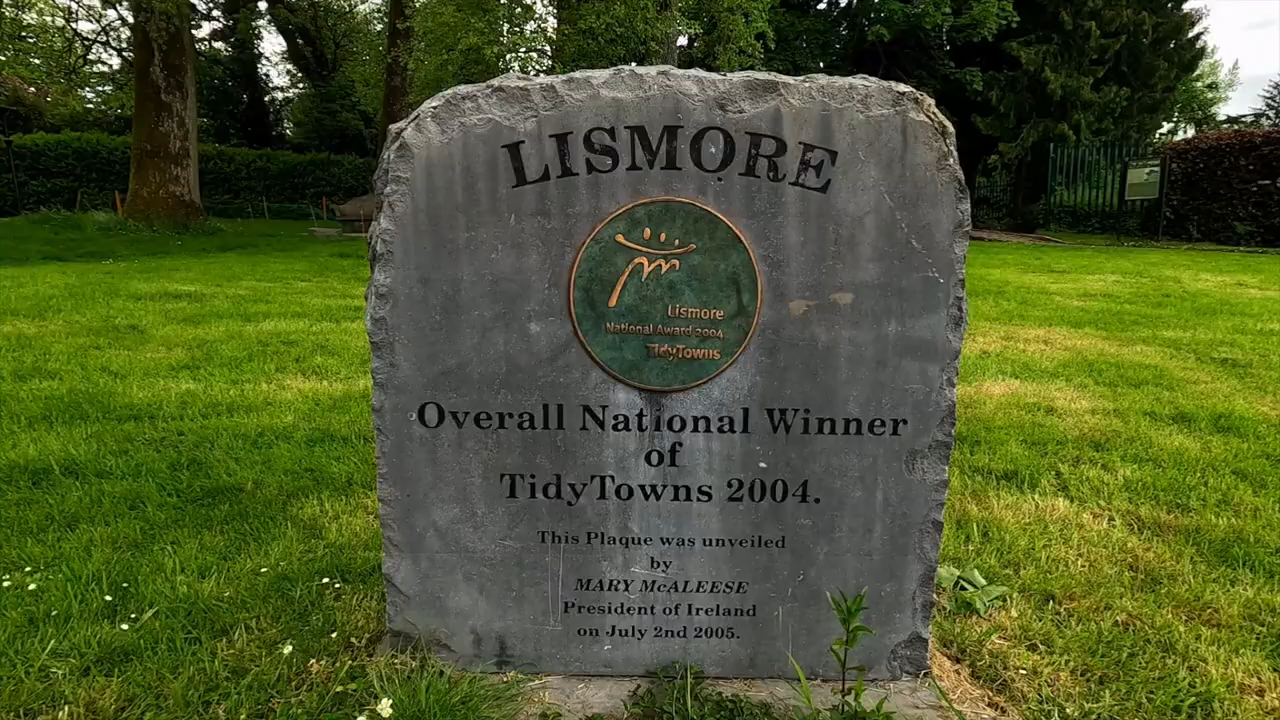 LISMORE
Lismore
National Award 2004
TidyTowns
Overall National Winner
of
TidyTowns 2004.
This Plaque was unveiled
by
MARY McALEESE
President of Ireland
on July 2nd 2005.